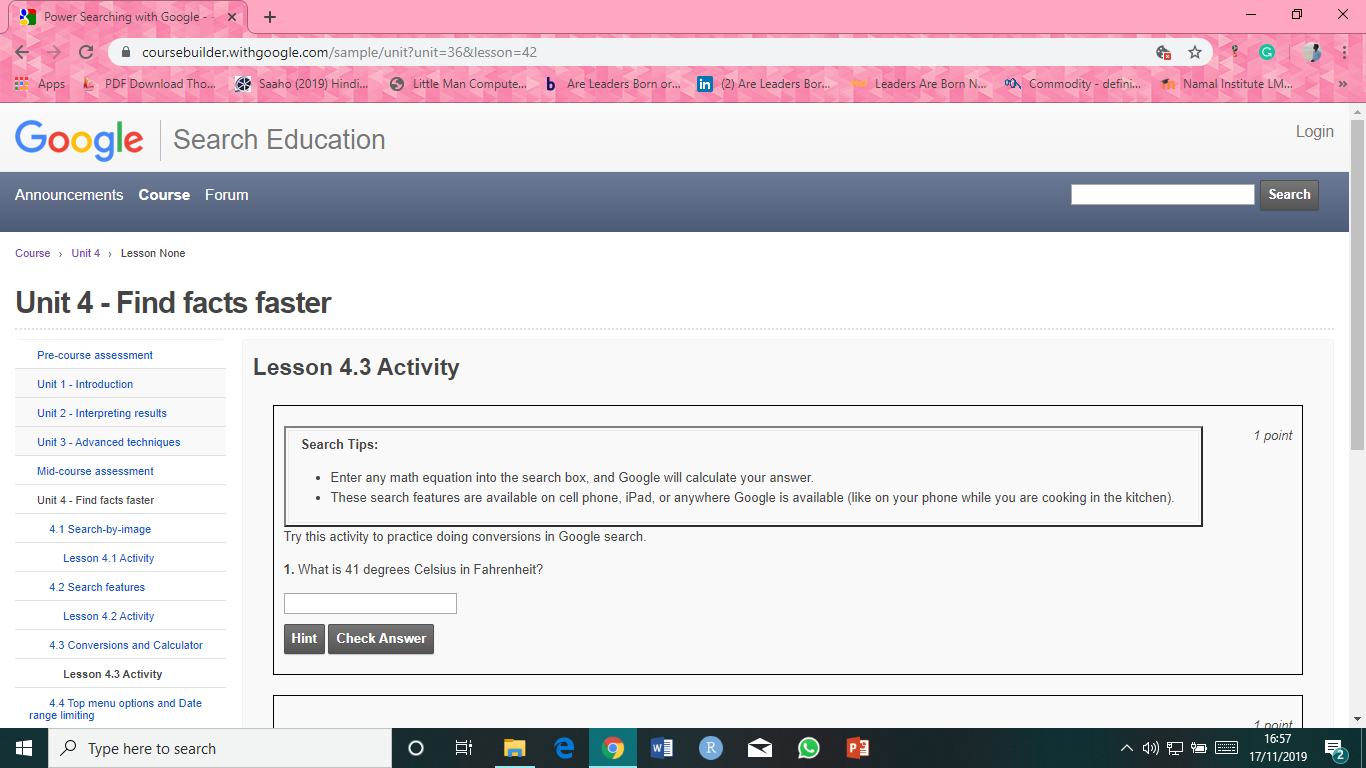 Power Searching with Google - -
coursebuilder.withgoogle.com/sample/unit?unit=36&lesson=42
Apps
PDF Download Tho...
Saaho (2019) Hindi...
Little Man Compute...
Are Leaders Born or...
(2) Are Leaders Bor...
Leaders Are Born N...
Commodity - defini...
Namal Institute LM...
Google Search Education
Login
Announcements Course Forum
Search
Course › Unit 4 › Lesson None
Unit 4 - Find facts faster
Pre-course assessment
Unit 1 - Introduction
Unit 2 - Interpreting results
Unit 3 - Advanced techniques
Mid-course assessment
Unit 4 - Find facts faster
4.1 Search-by-image
Lesson 4.1 Activity
4.2 Search features
Lesson 4.2 Activity
4.3 Conversions and Calculator
Lesson 4.3 Activity
4.4 Top menu options and Date
range limiting
Lesson 4.3 Activity
1 point
Search Tips:
• Enter any math equation into the search box, and Google will calculate your answer.
• These search features are available on cell phone, iPad, or anywhere Google is available (like on your phone while you are cooking in the kitchen).
Try this activity to practice doing conversions in Google search.
1. What is 41 degrees Celsius in Fahrenheit?
Hint
Check Answer
1 point
Type here to search
16:57
17/11/2019
2